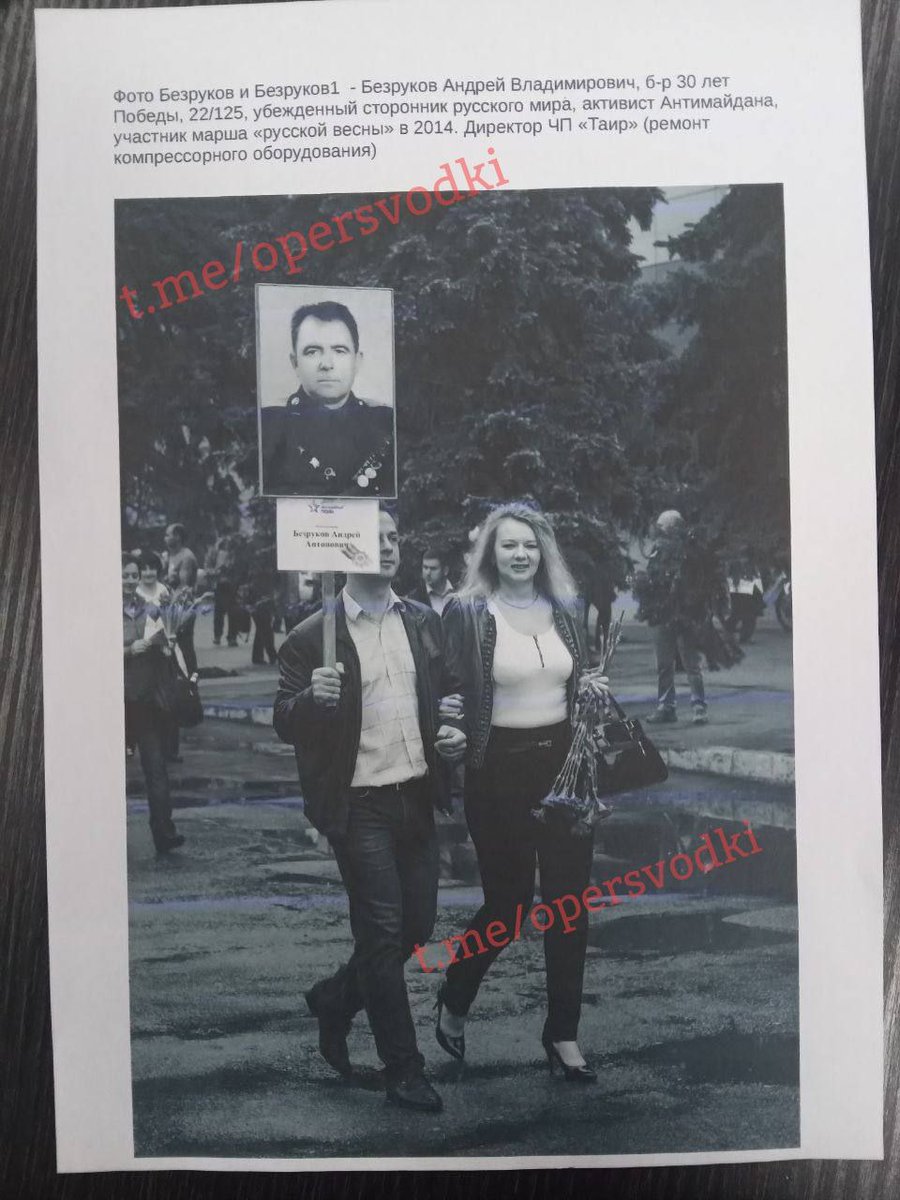 Фото Безруков и Безруков1 - Безруков Андрей Владимирович, б-р 30 лет
Победы, 22/125, убежденный сторонник русского мира, активист Антимайдана,
участник марша «русской весны» в 2014. Директор ЧП «Таир» (ремонт
компрессорного оборудования)
t.me/opersvodki
Безруков Андрей
Антонович
t.me/opersvodki